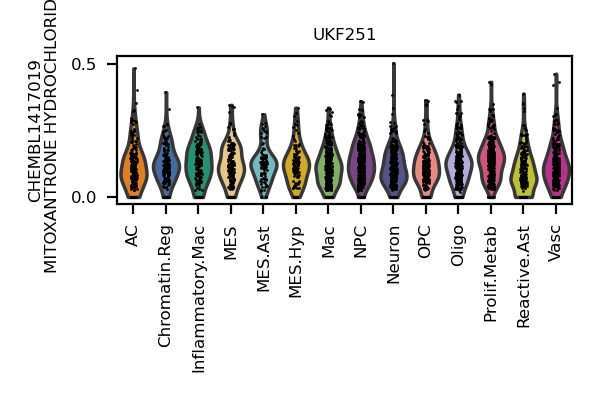 UKF251
CHEMBL1417019
MITOXANTRONE HYDROCHLORID
0.5
0.0
AC
Chromatin.Reg
Inflammatory.Mac
MES
MES.Ast
MES.Hyp
Mac
NPC
Neuron
OPC
Oligo
Prolif.Metab
Reactive.Ast
Vasc